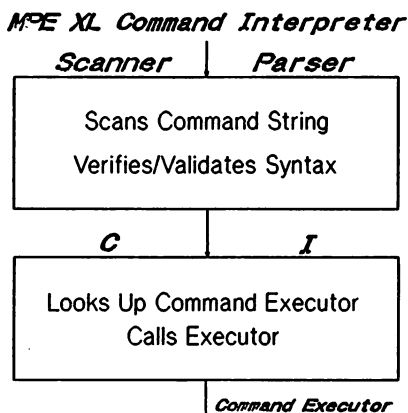 MPE XL Command Interpreter
Scanner Parser
Scans Command String
Verifies/Validates Syntax
C I
Looks Up Command Executor
Calls Executor
Command Executor